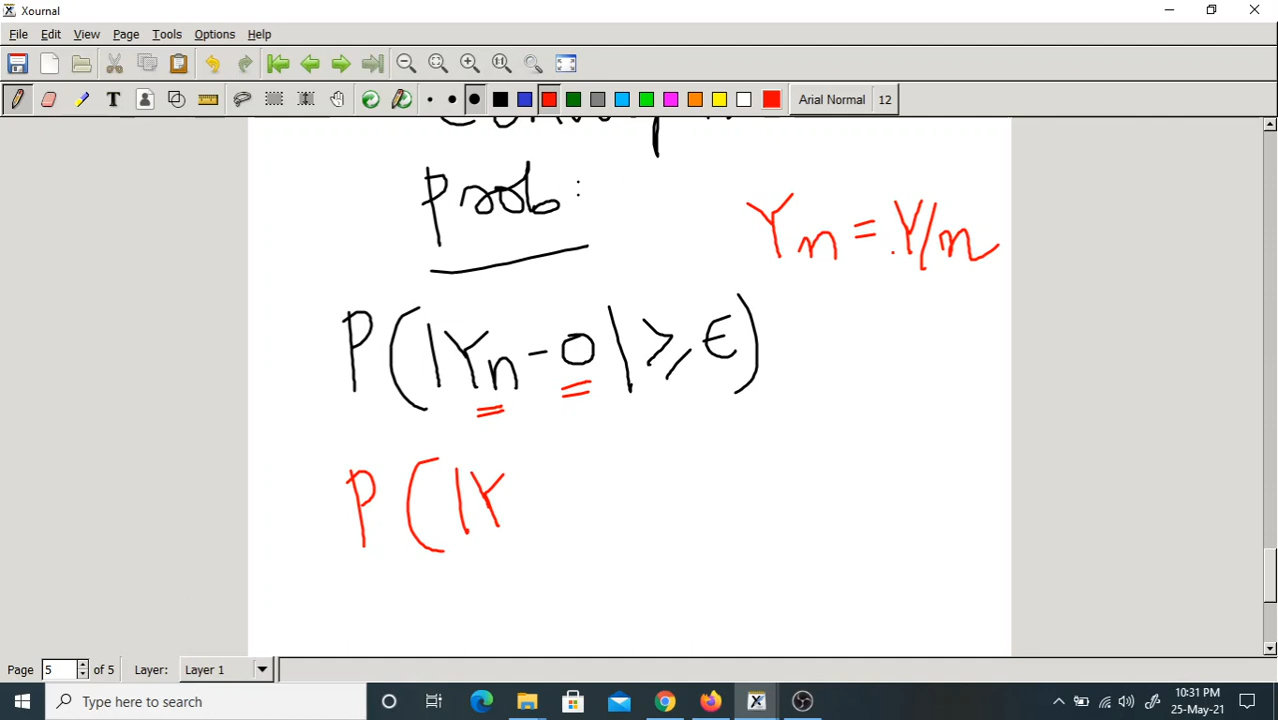 Xournal
File Edit View Page Tools Options Help
Arial Normal 12
Prob:
Yn = Y/n
P(|Yn - 0| ≥ ϵ)
P(|Y
Page 5 of 5 Layer: Layer 1
Type here to search
10:31 PM
25-May-21